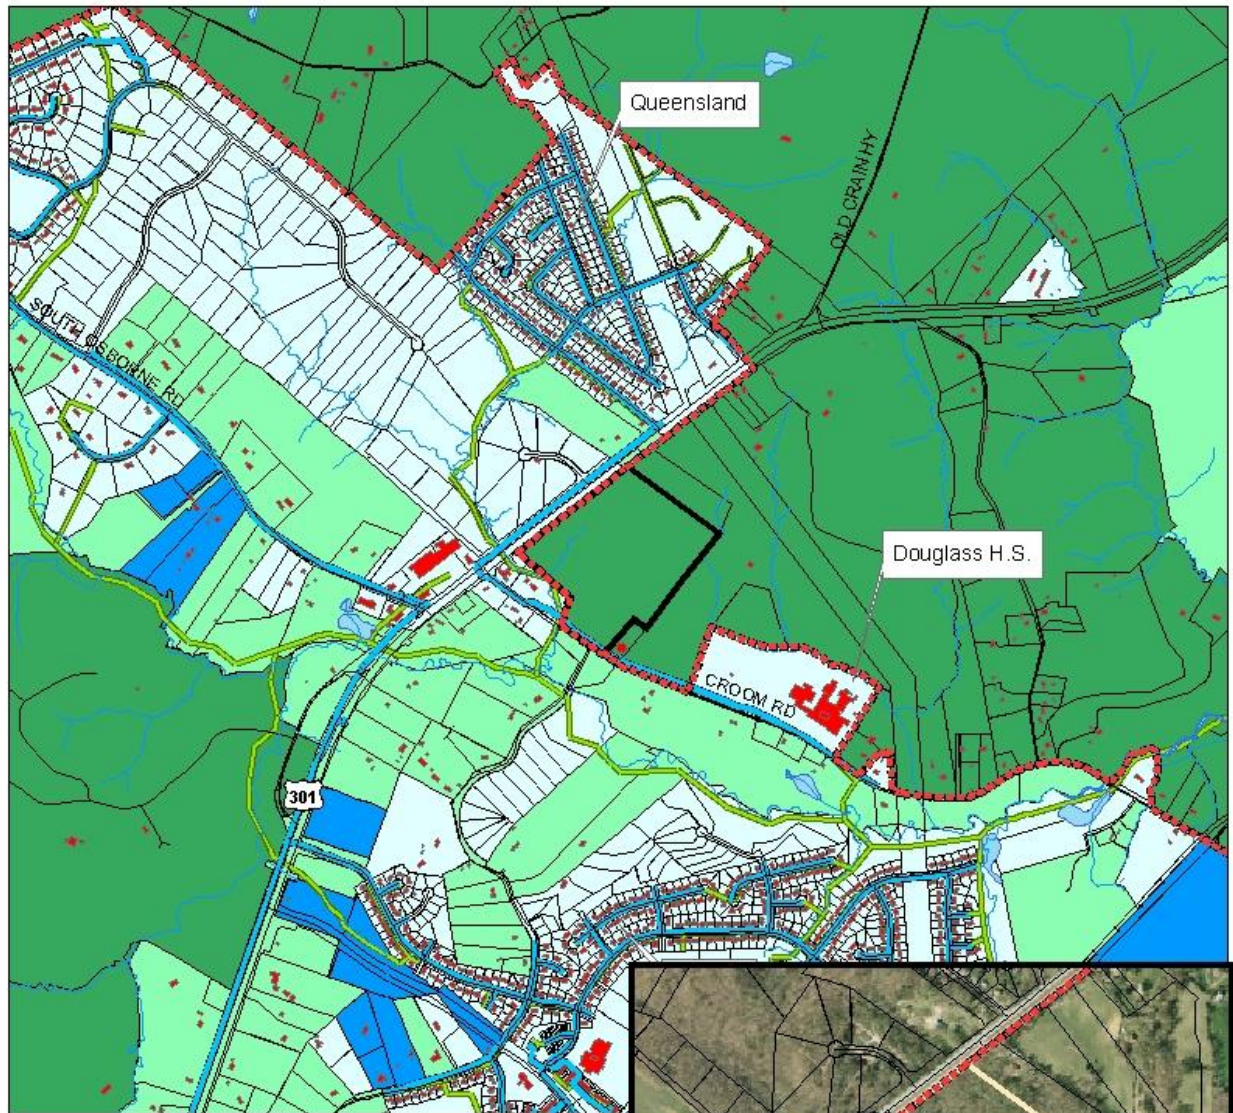 Queensland
OLD CRAIN HY
SOUTH OSBORNE RD
Douglass H.S.
CROOM RD
301